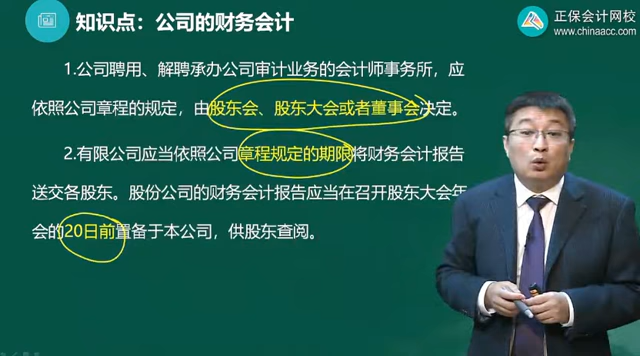 知识点：公司的财务会计
正保会计网校
www.chinaacc.com
1.公司聘用、解聘承办公司审计业务的会计师事务所，应
依照公司章程的规定，由股东会、股东大会或者董事会决定。
2.有限公司应当依照公司章程规定的期限将财务会计报告
送交各股东。股份公司的财务会计报告应当在召开股东大会年
会的20日前置备于本公司，供股东查阅。